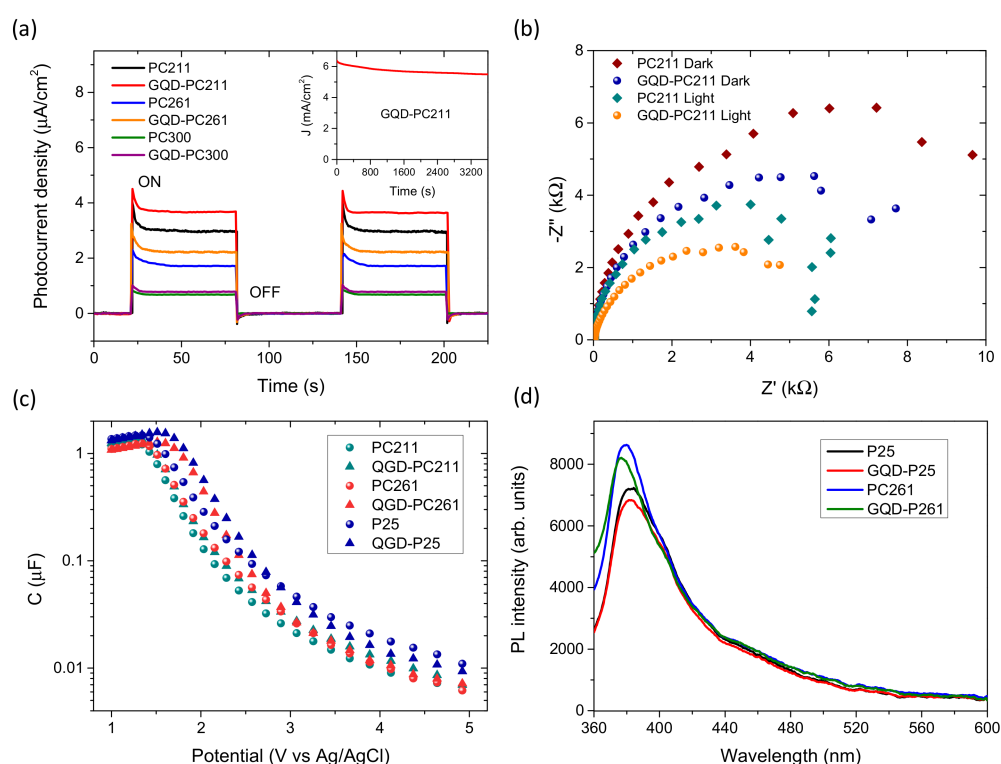 (a)
PC211
GQD-PC211
PC261
GQD-PC261
PC300
GQD-PC300
ON
OFF
Photocurrent density (μA/cm²)
6
4
2
0
0
50
100
150
200
Time (s)
J (mA/cm²)
6
4
2
0
GQD-PC211
0
800
1600
2400
3200
Time (s)
(b)
PC211 Dark
GQD-PC211 Dark
PC211 Light
GQD-PC211 Light
-Z'' (kΩ)
8
6
4
2
0
0
2
4
6
8
10
Z' (kΩ)
(c)
PC211
QGD-PC211
PC261
QGD-PC261
P25
QGD-P25
C (μF)
1
0.1
0.01
1
2
3
4
5
Potential (V vs Ag/AgCl)
(d)
P25
GQD-P25
PC261
GQD-P261
PL intensity (arb. units)
8000
6000
4000
2000
0
360
400
440
480
520
560
600
Wavelength (nm)